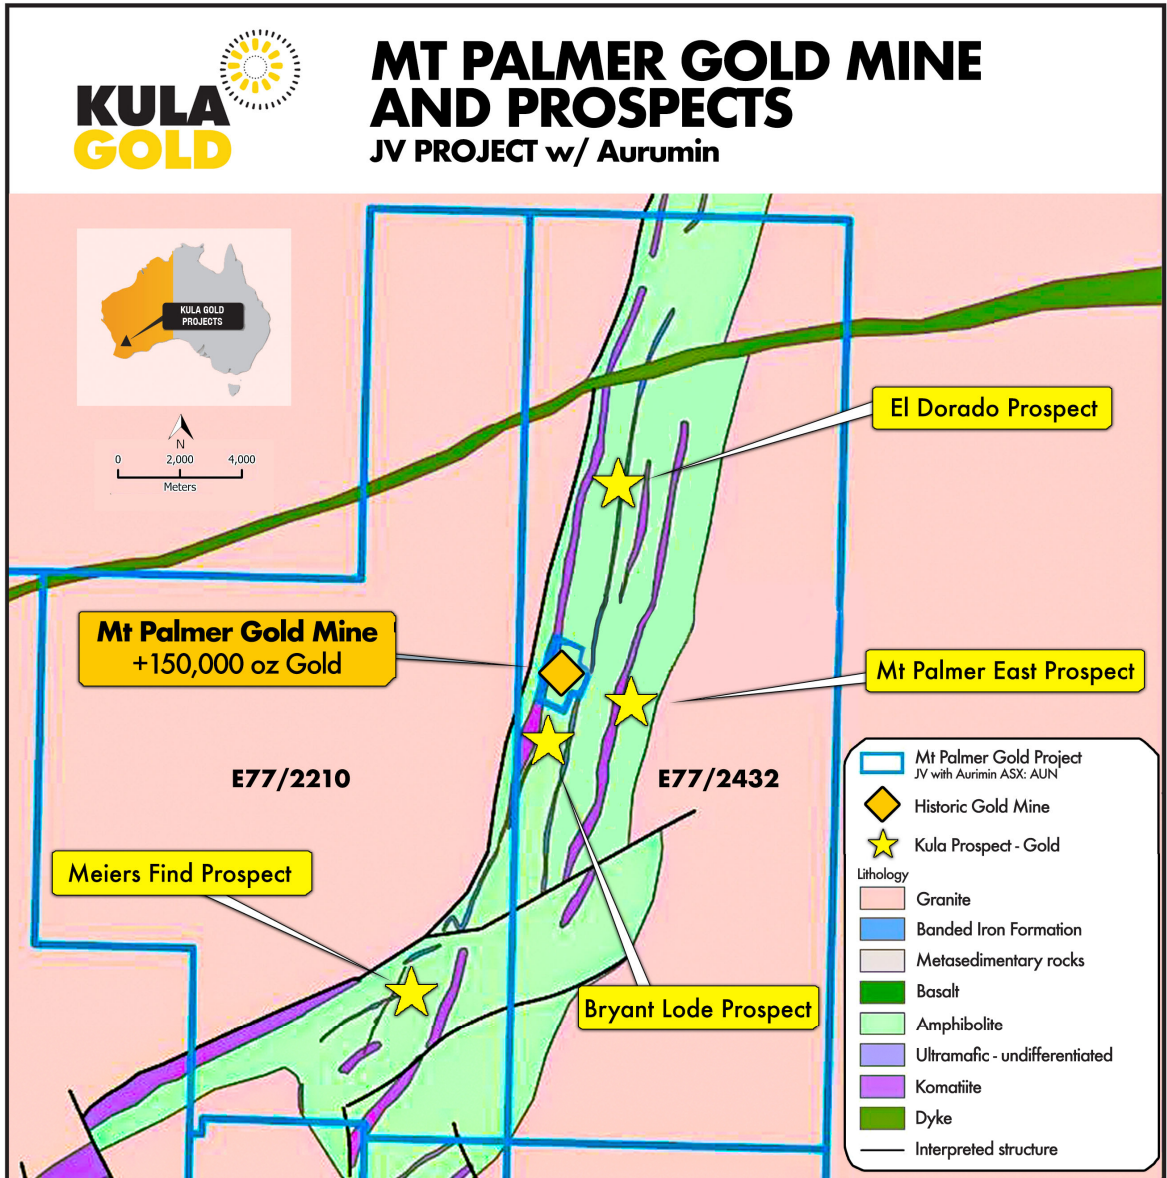 KULA
GOLD
MT PALMER GOLD MINE
AND PROSPECTS
JV PROJECT w/ Aurumin
KULA GOLD
PROJECTS
N
0 2,000 4,000
Meters
El Dorado Prospect
Mt Palmer Gold Mine
+150,000 oz Gold
Mt Palmer East Prospect
E77/2210
E77/2432
Meiers Find Prospect
Bryant Lode Prospect
Mt Palmer Gold Project
JV with Aurimin ASX: AUN
Historic Gold Mine
Kula Prospect - Gold
Lithology
Granite
Banded Iron Formation
Metasedimentary rocks
Basalt
Amphibolite
Ultramafic - undifferentiated
Komatiite
Dyke
Interpreted structure